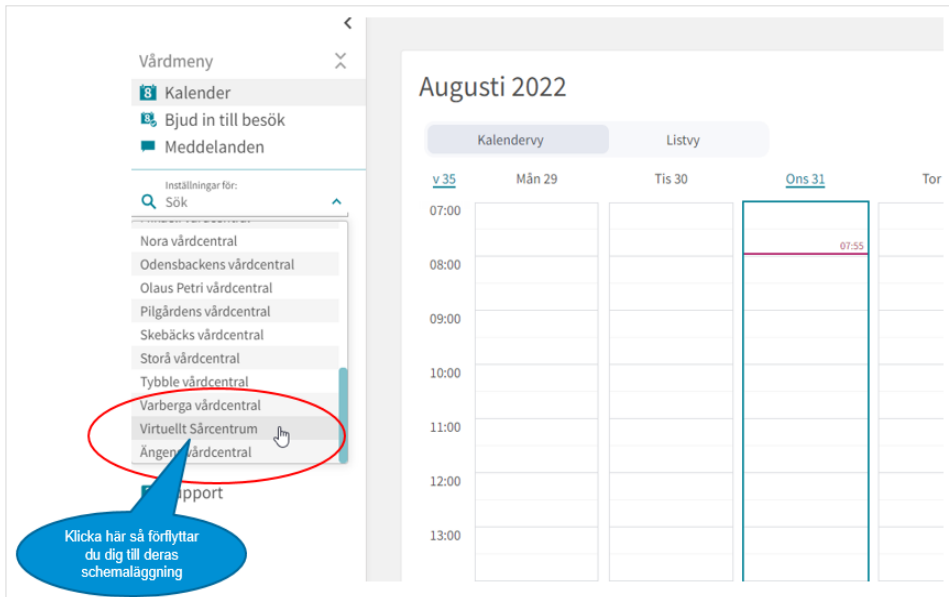 Vårdmeny
Kalender
Bjud in till besök
Meddelanden
Inställningar för:
Sök
Nora vårdcentral
Odensbackens vårdcentral
Olaus Petri vårdcentral
Pilgårdens vårdcentral
Skebäcks vårdcentral
Storå vårdcentral
Tybble vårdcentral
Varberga vårdcentral
Virtuellt Sårcentrum
Ängens vårdcentral
Support
Klicka här så förflyttar
du dig till deras
schemaläggning
Augusti 2022
Kalendervy Listvy
v 35 Mån 29 Tis 30 Ons 31 Tor
07:00
07:55
08:00
09:00
10:00
11:00
12:00
13:00